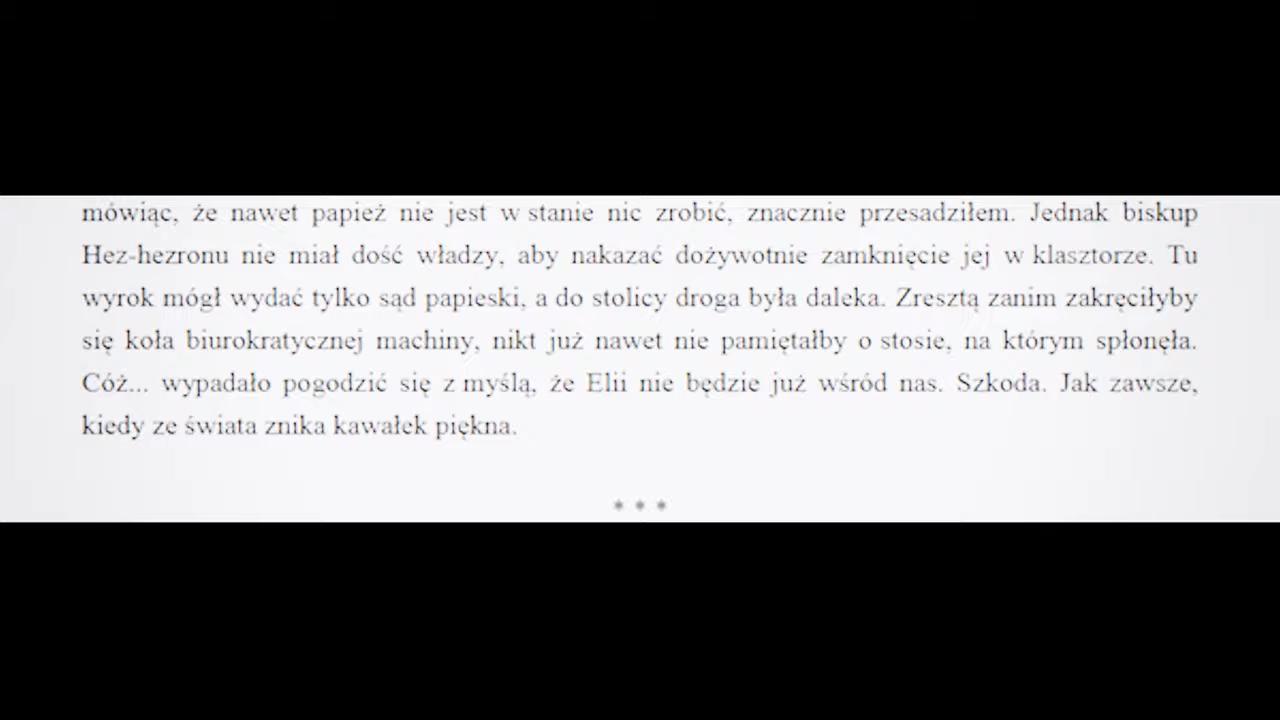 mówiąc, że nawet papież nie jest w stanie nic zrobić, znacznie przesadziłem. Jednak biskup
Hez-hezronu nie miał dość władzy, aby nakazać dożywotnie zamknięcie jej w klasztorze. Tu
wyrok mógł wydać tylko sąd papieski, a do stolicy droga była daleka. Zresztą zanim zakręciłyby
się koła biurokratycznej machiny, nikt już nawet nie pamiętałby o stosie, na którym spłonęła.
Cóż... wypadało pogodzić się z myślą, że Elii nie będzie już wśród nas. Szkoda. Jak zawsze,
kiedy ze świata znika kawałek piękna.
* * *